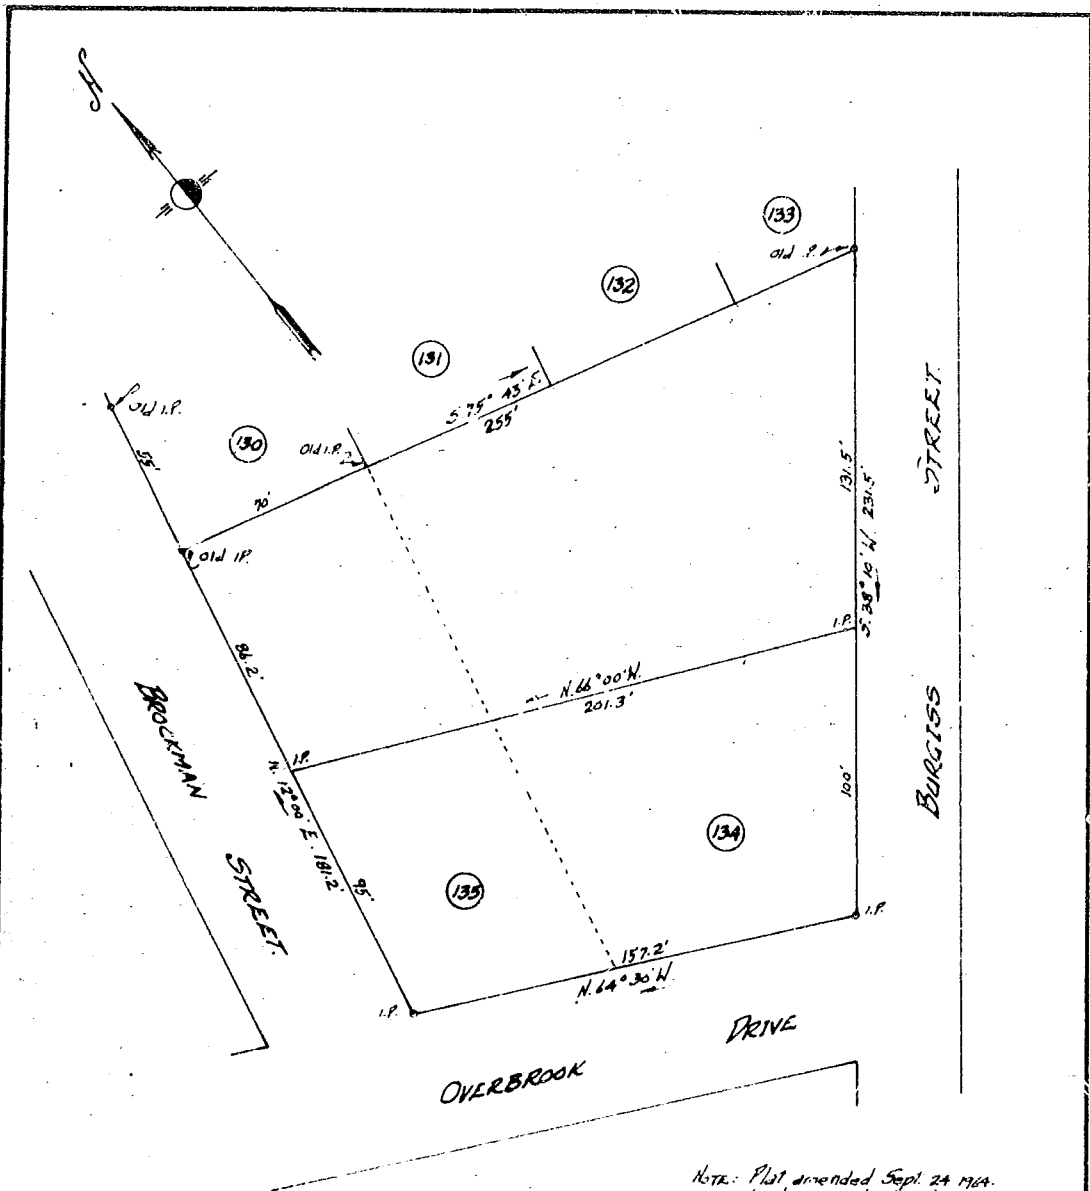 N
133
Old I.P.
132
131
S. 75° 43' E.
255'
130
Old I.P.
Old I.P.
55'
70'
Old I.P.
131.5'
S. 38° 10' W. 231.5'
STREET.
BURGISS
86.2'
I.P.
N. 66° 00' W.
201.3'
I.P.
BROCKMAN
STREET.
N. 12° 00' E. 181.2'
95'
100'
134
135
I.P.
157.2'
N. 64° 30' W.
I.P.
DRIVE
OVERBROOK
NOTE: Plat amended Sept. 24 1964.